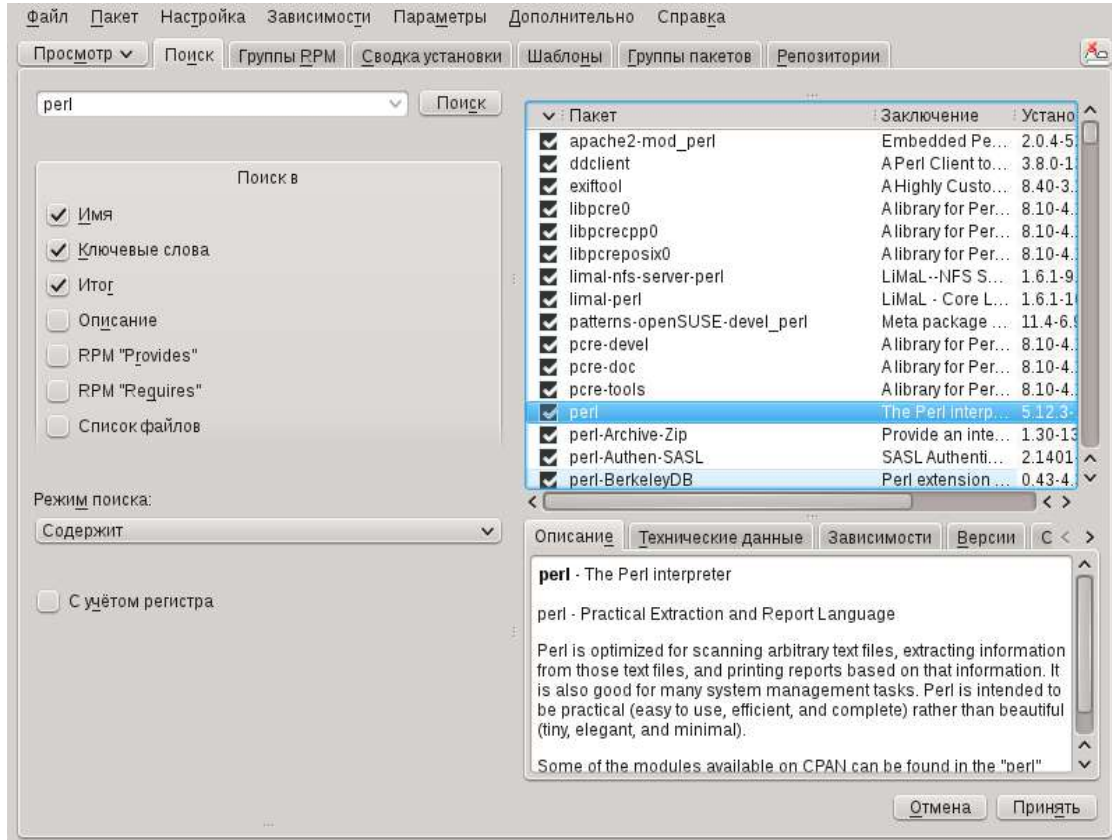 Файл Пакет Настройка Зависимости Параметры Дополнительно Справка
Просмотр Поиск Группы RPM Сводка установки Шаблоны Группы пакетов Репозитории
perl Поиск
Поиск в
Имя
Ключевые слова
Итог
Описание
RPM "Provides"
RPM "Requires"
Список файлов
Режим поиска:
Содержит
С учётом регистра
Пакет Заключение Устано
apache2-mod_perl Embedded Pe... 2.0.4-5
ddclient A Perl Client to... 3.8.0-1
exiftool A Highly Custo... 8.40-3.
libpcre0 A library for Per... 8.10-4.
libpcrecpp0 A library for Per... 8.10-4.
libpcreposix0 A library for Per... 8.10-4.
limal-nfs-server-perl LiMaL--NFS S... 1.6.1-9
limal-perl LiMaL - Core L... 1.6.1-1
patterns-openSUSE-devel_perl Meta package ... 11.4-6.
pcre-devel A library for Per... 8.10-4.
pcre-doc A library for Per... 8.10-4.
pcre-tools A library for Per... 8.10-4.
perl The Perl interp... 5.12.3-
perl-Archive-Zip Provide an inte... 1.30-13
perl-Authen-SASL SASL Authenti... 2.1401
perl-BerkeleyDB Perl extension ... 0.43-4.
Описание Технические данные Зависимости Версии С
perl - The Perl interpreter
perl - Practical Extraction and Report Language
Perl is optimized for scanning arbitrary text files, extracting information
from those text files, and printing reports based on that information. It
is also good for many system management tasks. Perl is intended to
be practical (easy to use, efficient, and complete) rather than beautiful
(tiny, elegant, and minimal).
Some of the modules available on CPAN can be found in the "perl"
Отмена Принять